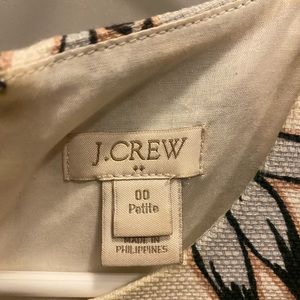 J.CREW
00
Petite
MADE IN
PHILIPPINES